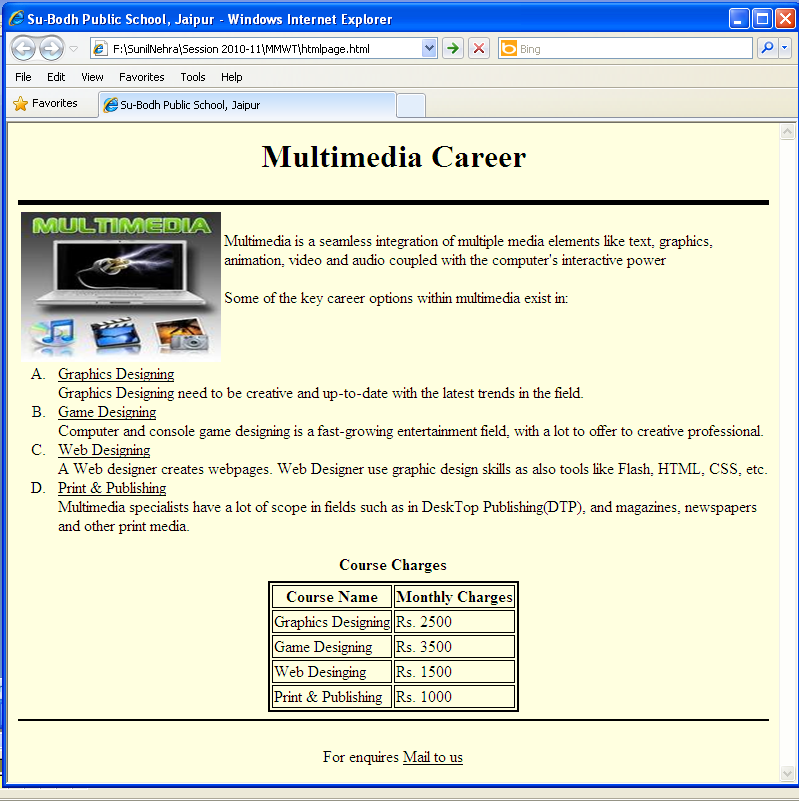 Su-Bodh Public School, Jaipur - Windows Internet Explorer
F:\SunilNehra\Session 2010-11\MMWT\htmlpage.html
Bing
File Edit View Favorites Tools Help
Favorites
Su-Bodh Public School, Jaipur
Multimedia Career
MULTIMEDIA
Multimedia is a seamless integration of multiple media elements like text, graphics,
animation, video and audio coupled with the computer's interactive power
Some of the key career options within multimedia exist in:
A. Graphics Designing
Graphics Designing need to be creative and up-to-date with the latest trends in the field.
B. Game Designing
Computer and console game designing is a fast-growing entertainment field, with a lot to offer to creative professional.
C. Web Designing
A Web designer creates webpages. Web Designer use graphic design skills as also tools like Flash, HTML, CSS, etc.
D. Print & Publishing
Multimedia specialists have a lot of scope in fields such as in DeskTop Publishing(DTP), and magazines, newspapers
and other print media.
Course Charges
Course Name Monthly Charges
Graphics Designing Rs. 2500
Game Designing Rs. 3500
Web Desinging Rs. 1500
Print & Publishing Rs. 1000
For enquires Mail to us